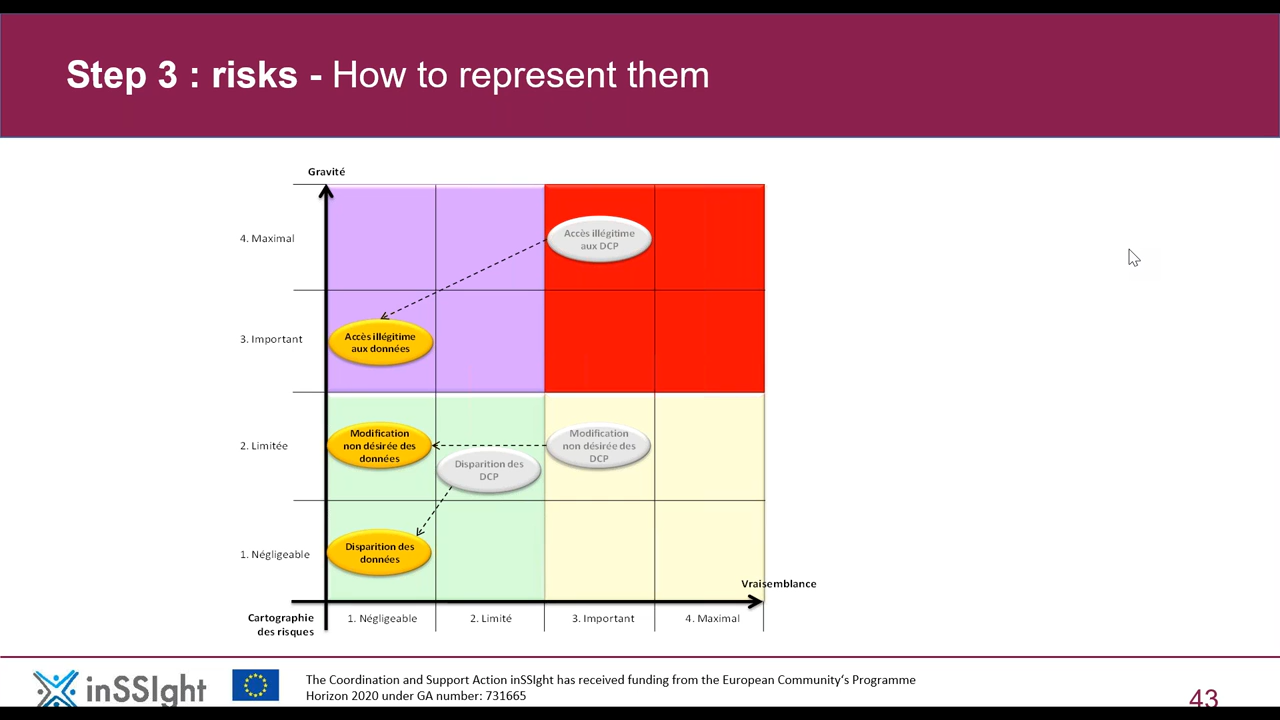 Step 3 : risks - How to represent them
Gravité
4. Maximal
Accès illégitime
aux DCP
3. Important
Accès illégitime
aux données
2. Limitée
Modification
non désirée des
données
Modification
non désirée des
DCP
Disparition des
DCP
1. Négligeable
Disparition des
données
Vraisemblance
Cartographie
des risques
1. Négligeable
2. Limité
3. Important
4. Maximal
inSSIght
The Coordination and Support Action inSSIght has received funding from the European Community's Programme
Horizon 2020 under GA number: 731665
43